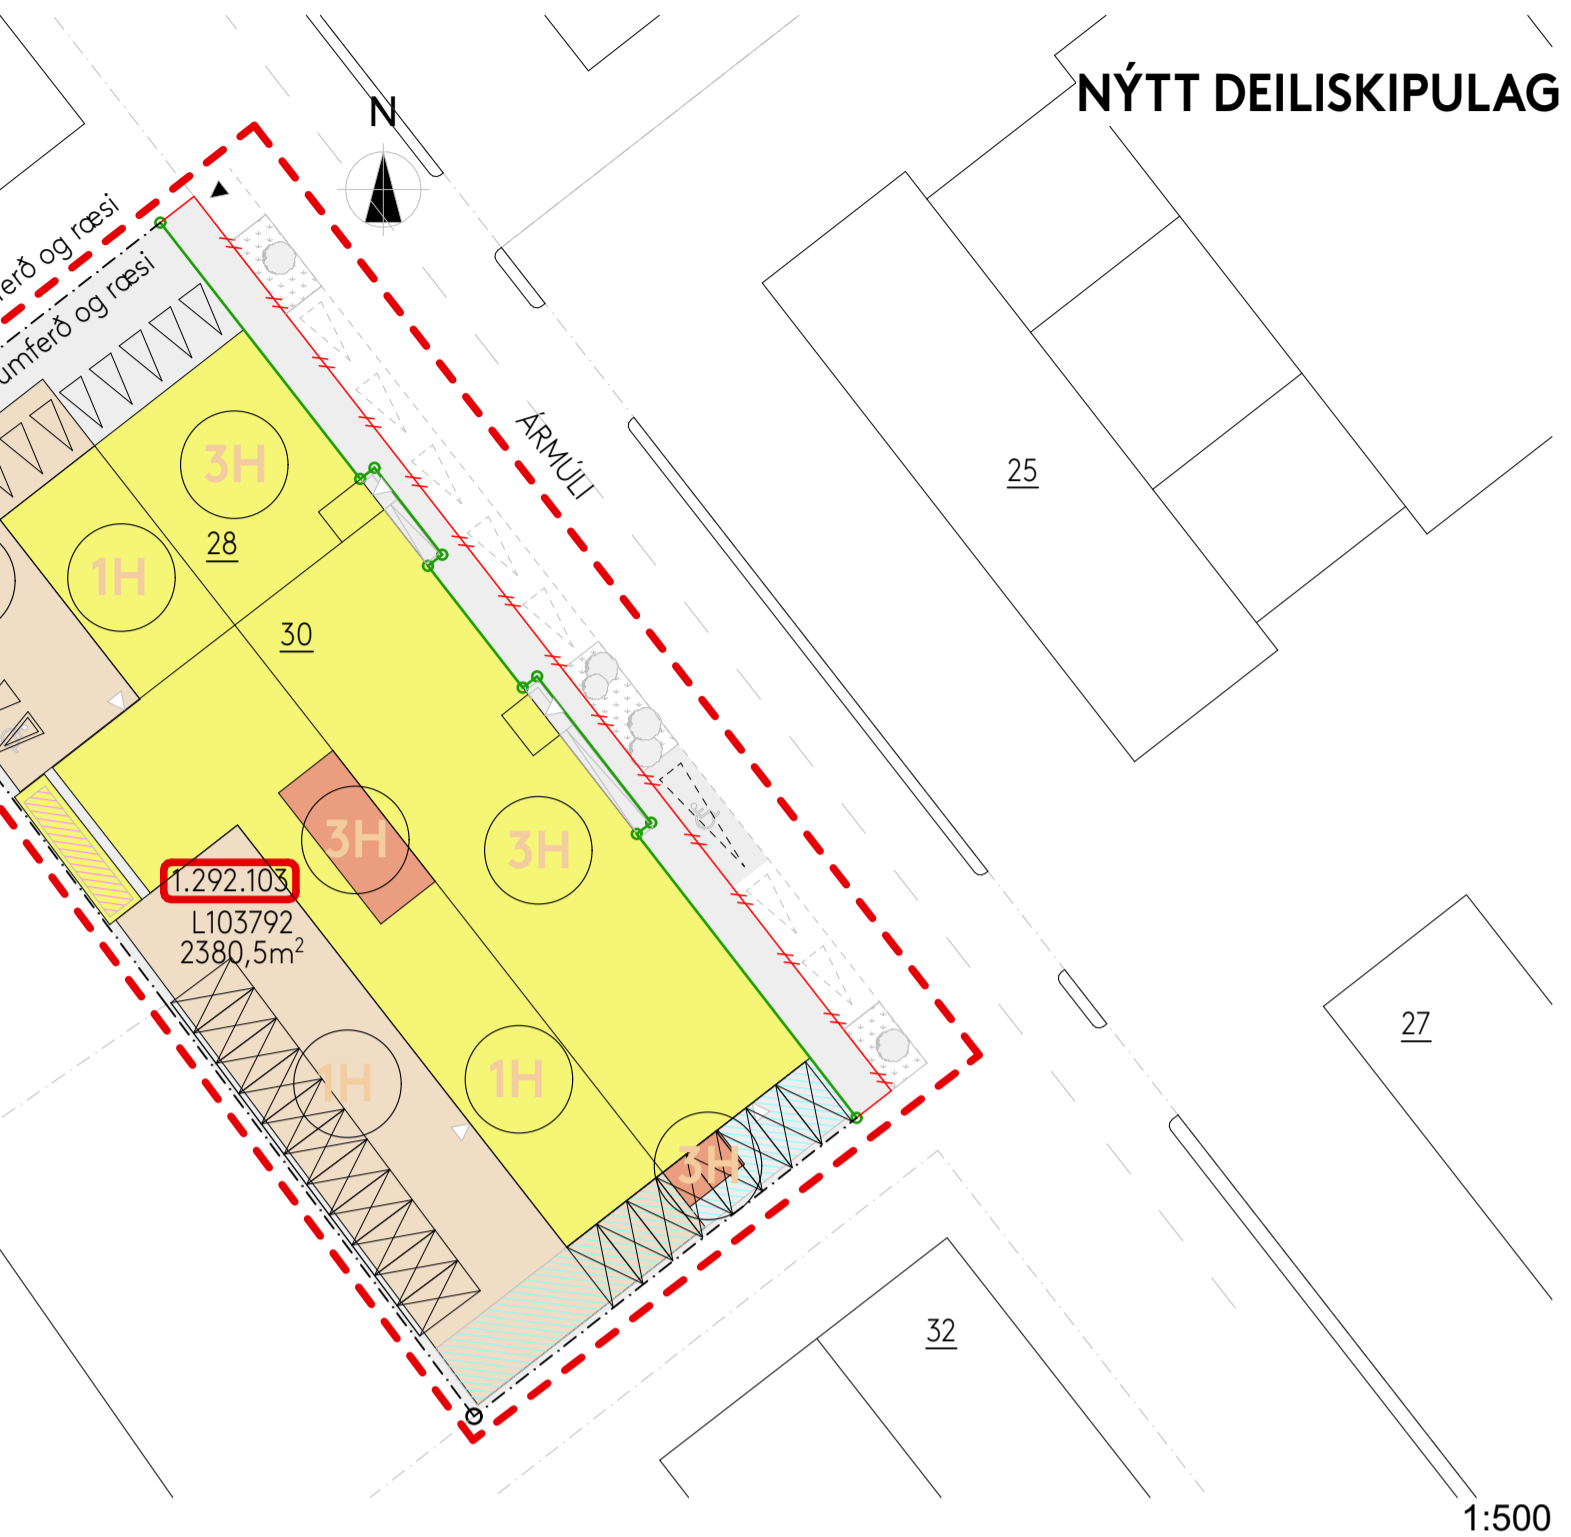 NÝTT DEILISKIPULAG
N
erð og ræsi
umferð og ræsi
ÁRMÚLI
3H
28
1H
30
25
3H
3H
1.292.103
L103792
2380,5m²
1H
1H
3H
27
32
1:500